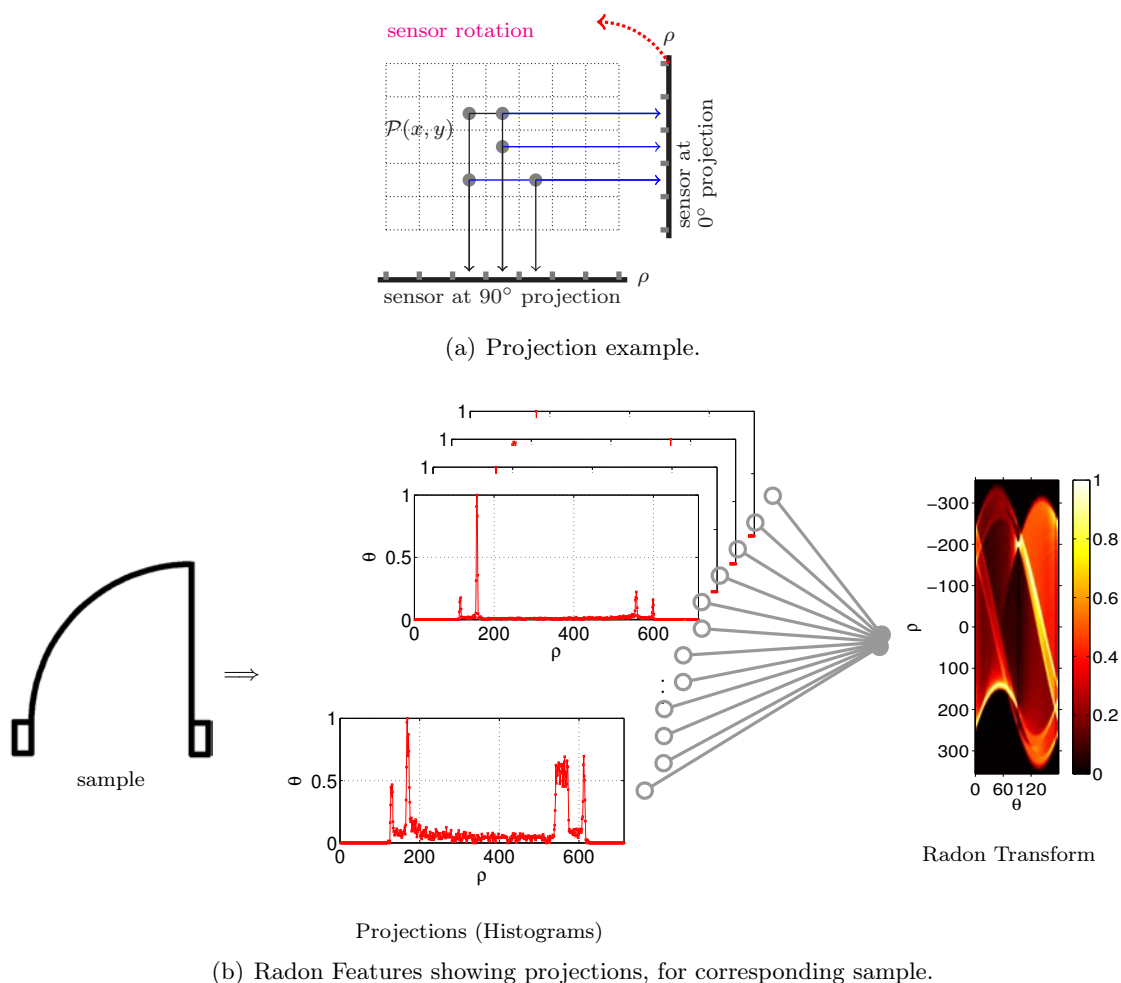 sensor rotation
ρ
P(x, y)
sensor at
0° projection
ρ
sensor at 90° projection
(a) Projection example.
1
1
1
1
0.5
0
θ
0 200 400 600
ρ
1
0.5
0
θ
0 200 400 600
ρ
⟹
sample
. . .
−300
−200
−100
0
100
200
300
ρ
0 60 120
θ
1
0.8
0.6
0.4
0.2
0
Radon Transform
Projections (Histograms)
(b) Radon Features showing projections, for corresponding sample.